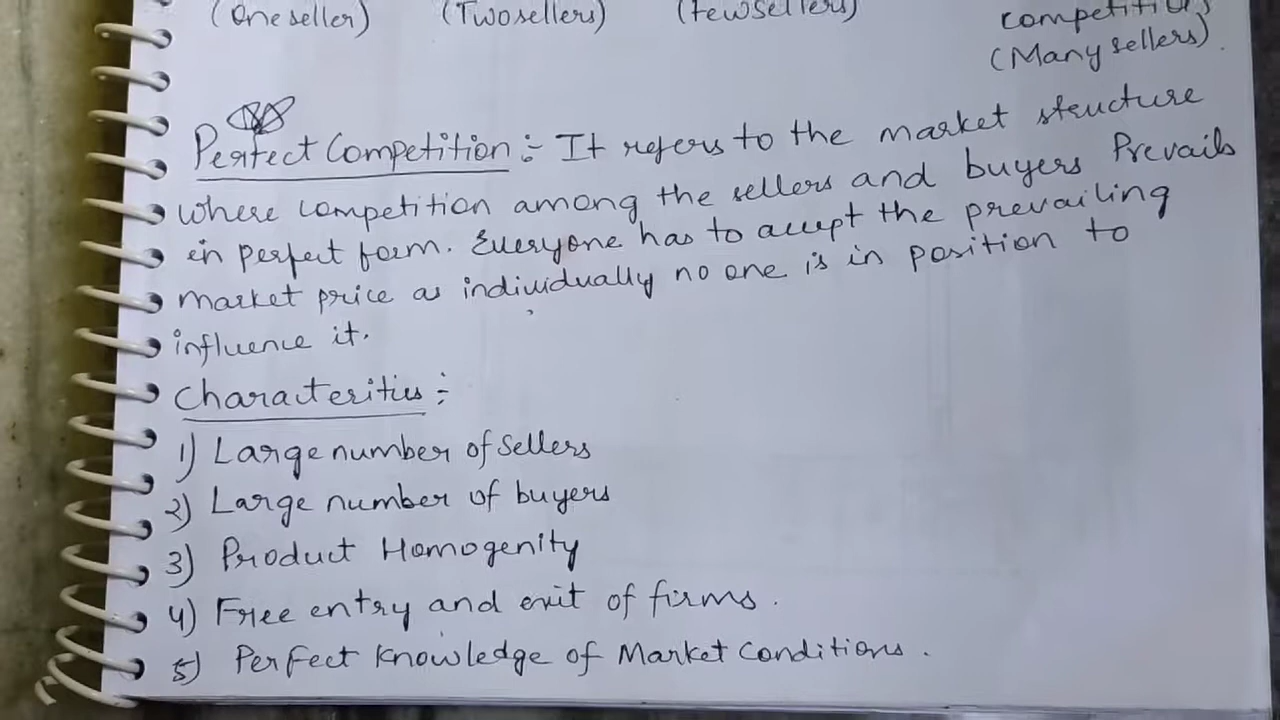 (One seller) (Two sellers) (Few sellers) competition
(Many sellers).
Perfect Competition :- It refers to the market structure
where competition among the sellers and buyers Prevails
in perfect form. Everyone has to accept the prevailing
market price as individually no one is in position to
influence it.
Characteritics :-
1) Large number of Sellers
2) Large number of buyers
3) Product Homogenity
4) Free entry and exit of firms.
5) Perfect Knowledge of Market Conditions.